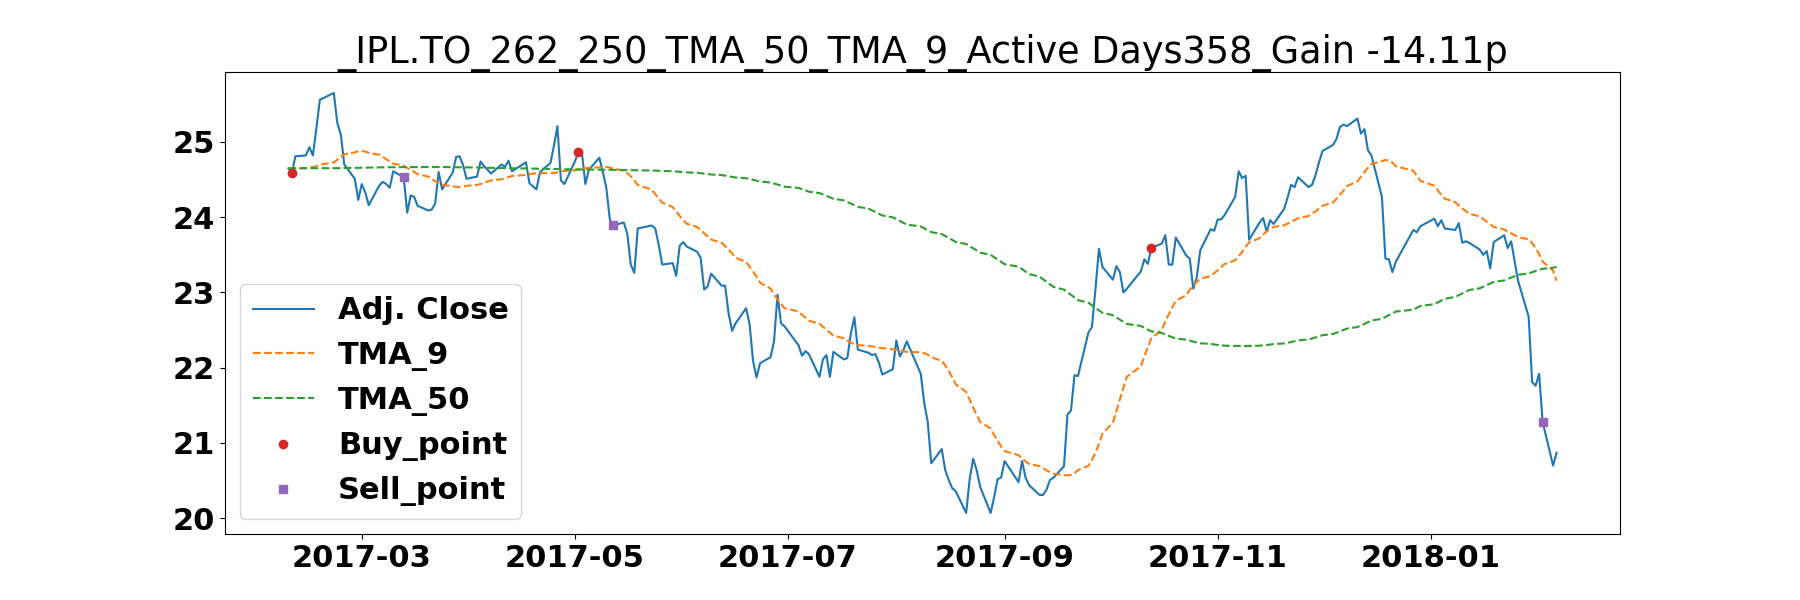 _IPL.TO_262_250_TMA_50_TMA_9_Active Days358_Gain -14.11p
25
24
23
22
21
20
Adj. Close
TMA_9
TMA_50
Buy_point
Sell_point
2017-03 2017-05 2017-07 2017-09 2017-11 2018-01